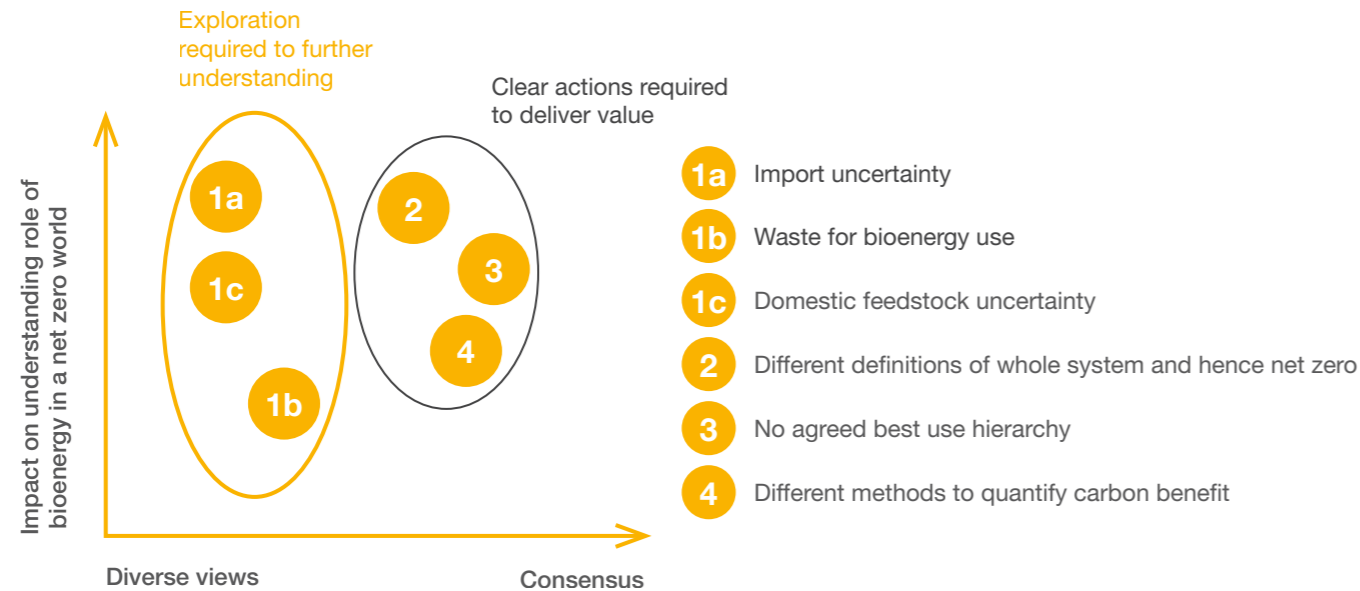 Exploration
required to further
understanding
Clear actions required
to deliver value
Impact on understanding role of
bioenergy in a net zero world
1a
1c
1b
2
3
4
Diverse views
Consensus
1a Import uncertainty
1b Waste for bioenergy use
1c Domestic feedstock uncertainty
2 Different definitions of whole system and hence net zero
3 No agreed best use hierarchy
4 Different methods to quantify carbon benefit